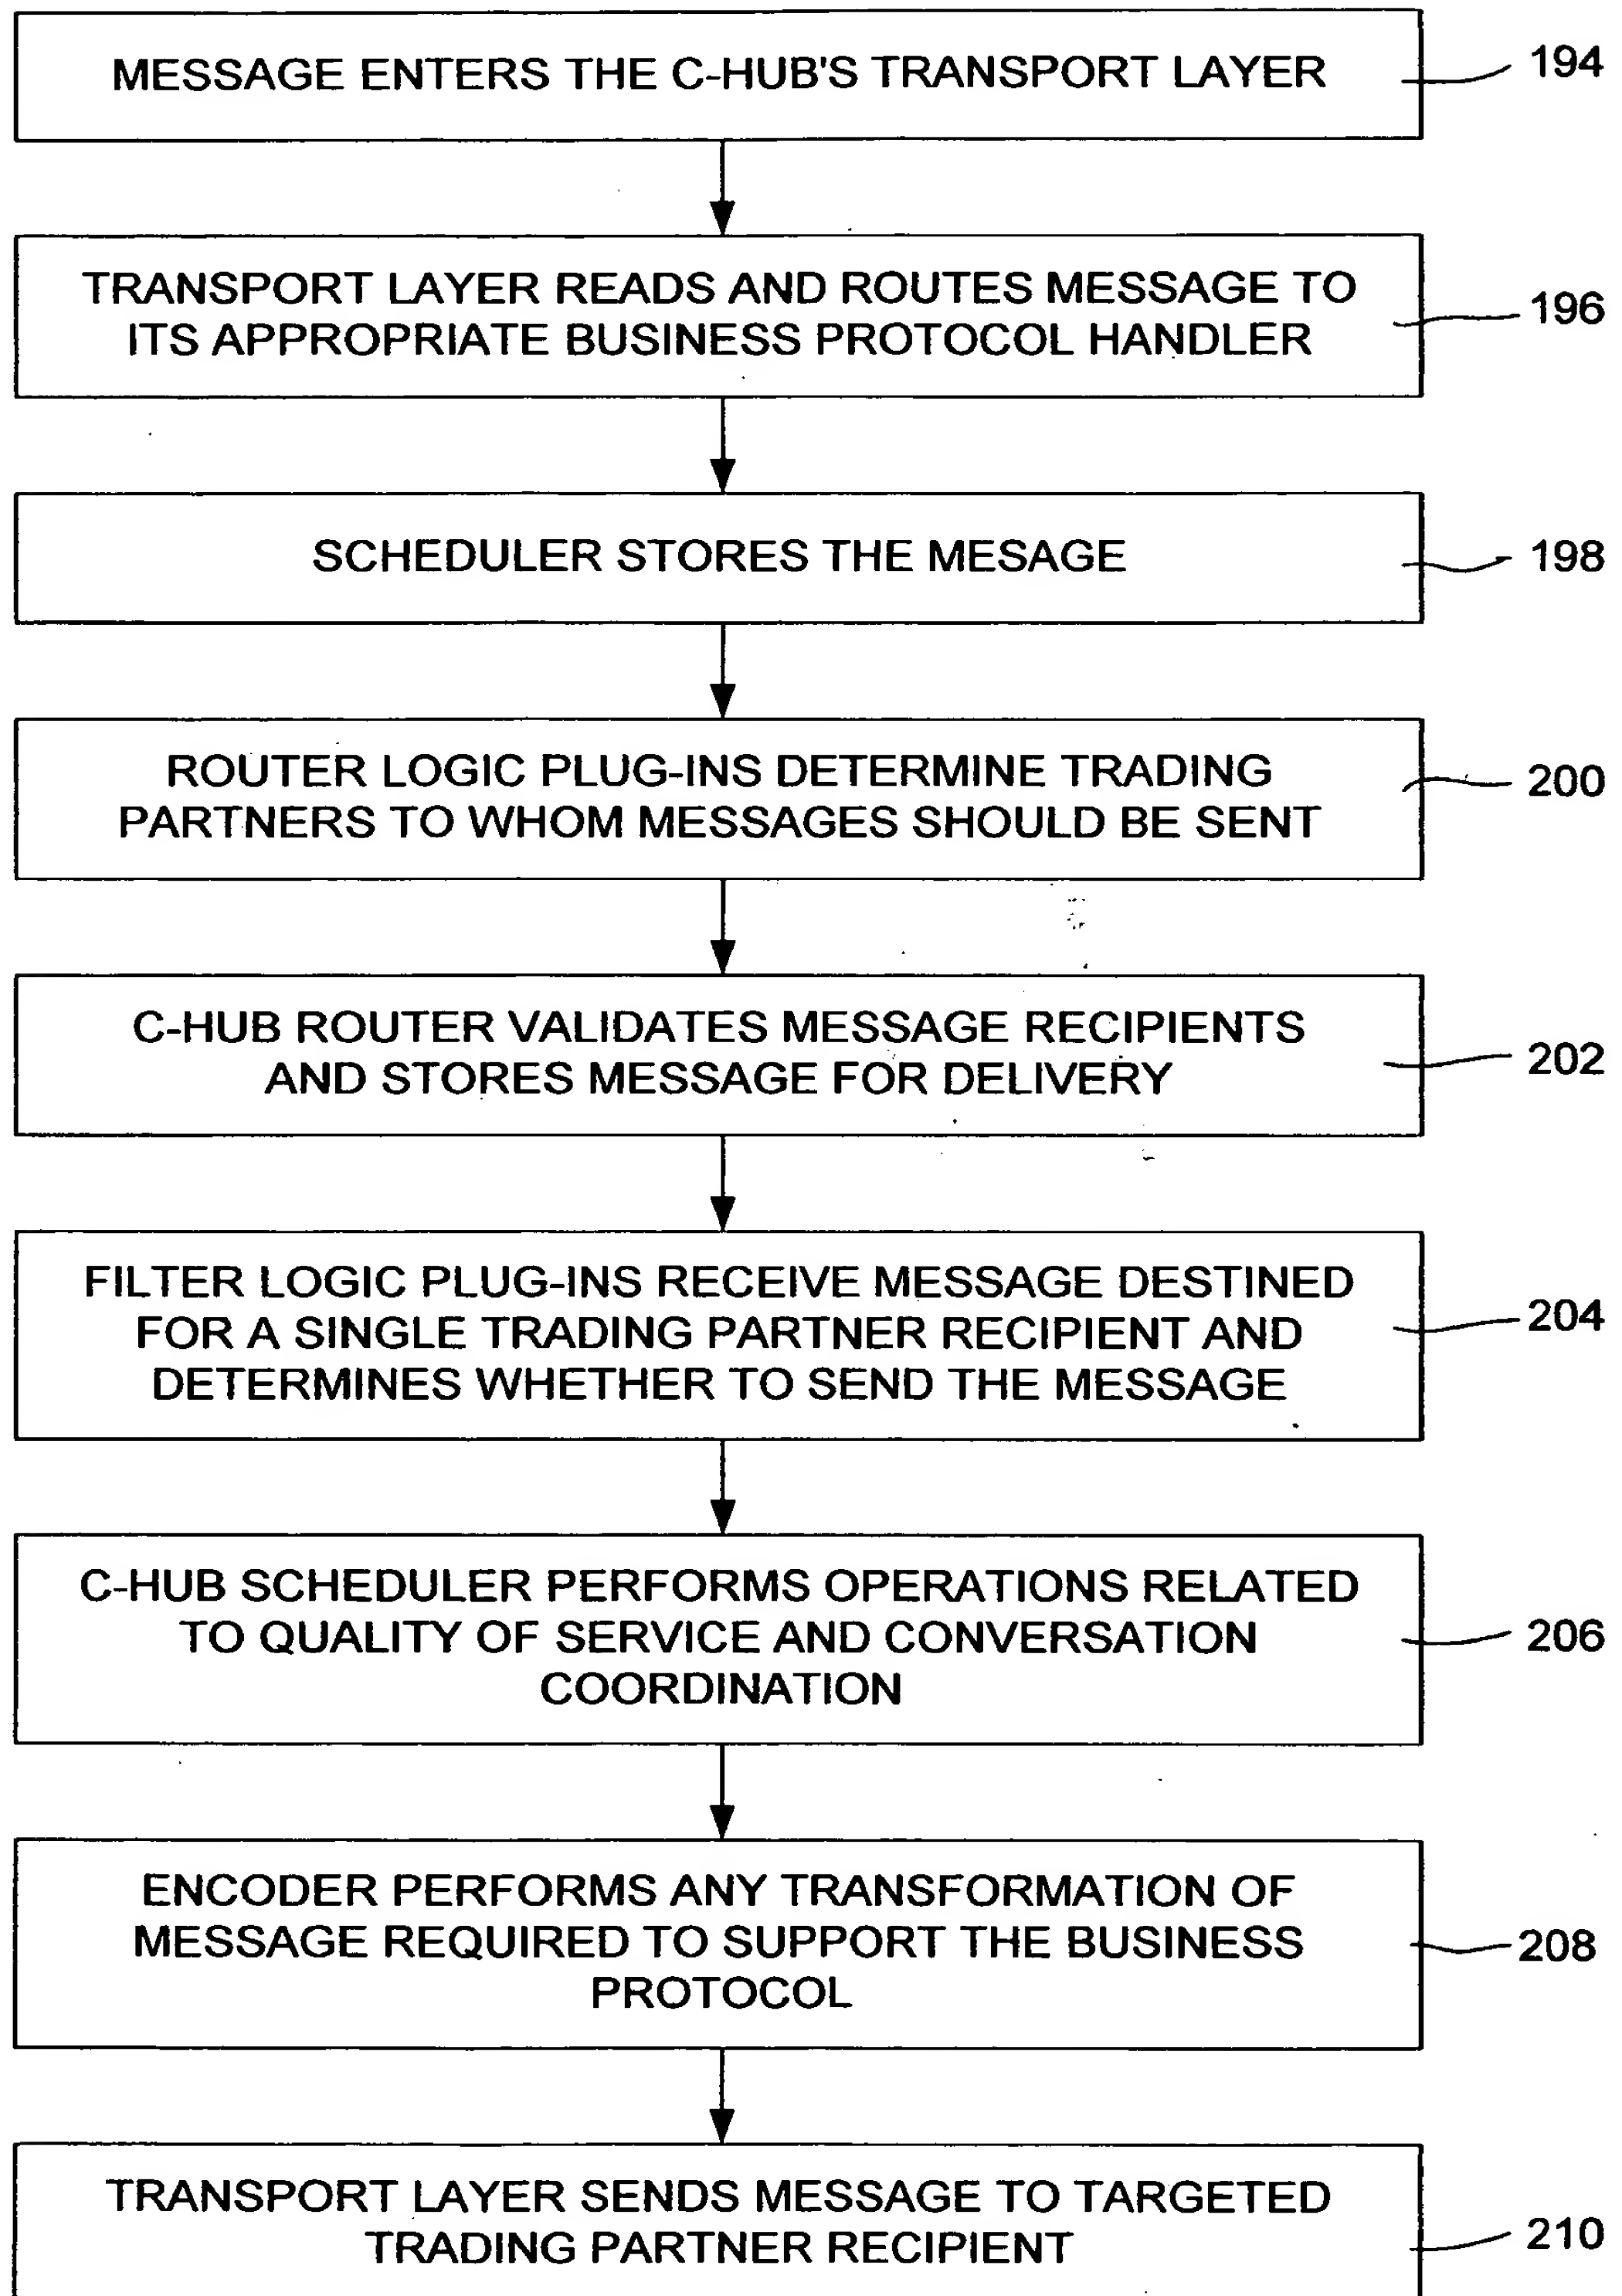 MESSAGE ENTERS THE C-HUB'S TRANSPORT LAYER
194
TRANSPORT LAYER READS AND ROUTES MESSAGE TO
ITS APPROPRIATE BUSINESS PROTOCOL HANDLER
196
SCHEDULER STORES THE MESAGE
198
ROUTER LOGIC PLUG-INS DETERMINE TRADING
PARTNERS TO WHOM MESSAGES SHOULD BE SENT
200
C-HUB ROUTER VALIDATES MESSAGE RECIPIENTS
AND STORES MESSAGE FOR DELIVERY
202
FILTER LOGIC PLUG-INS RECEIVE MESSAGE DESTINED
FOR A SINGLE TRADING PARTNER RECIPIENT AND
DETERMINES WHETHER TO SEND THE MESSAGE
204
C-HUB SCHEDULER PERFORMS OPERATIONS RELATED
TO QUALITY OF SERVICE AND CONVERSATION
COORDINATION
206
ENCODER PERFORMS ANY TRANSFORMATION OF
MESSAGE REQUIRED TO SUPPORT THE BUSINESS
PROTOCOL
208
TRANSPORT LAYER SENDS MESSAGE TO TARGETED
TRADING PARTNER RECIPIENT
210